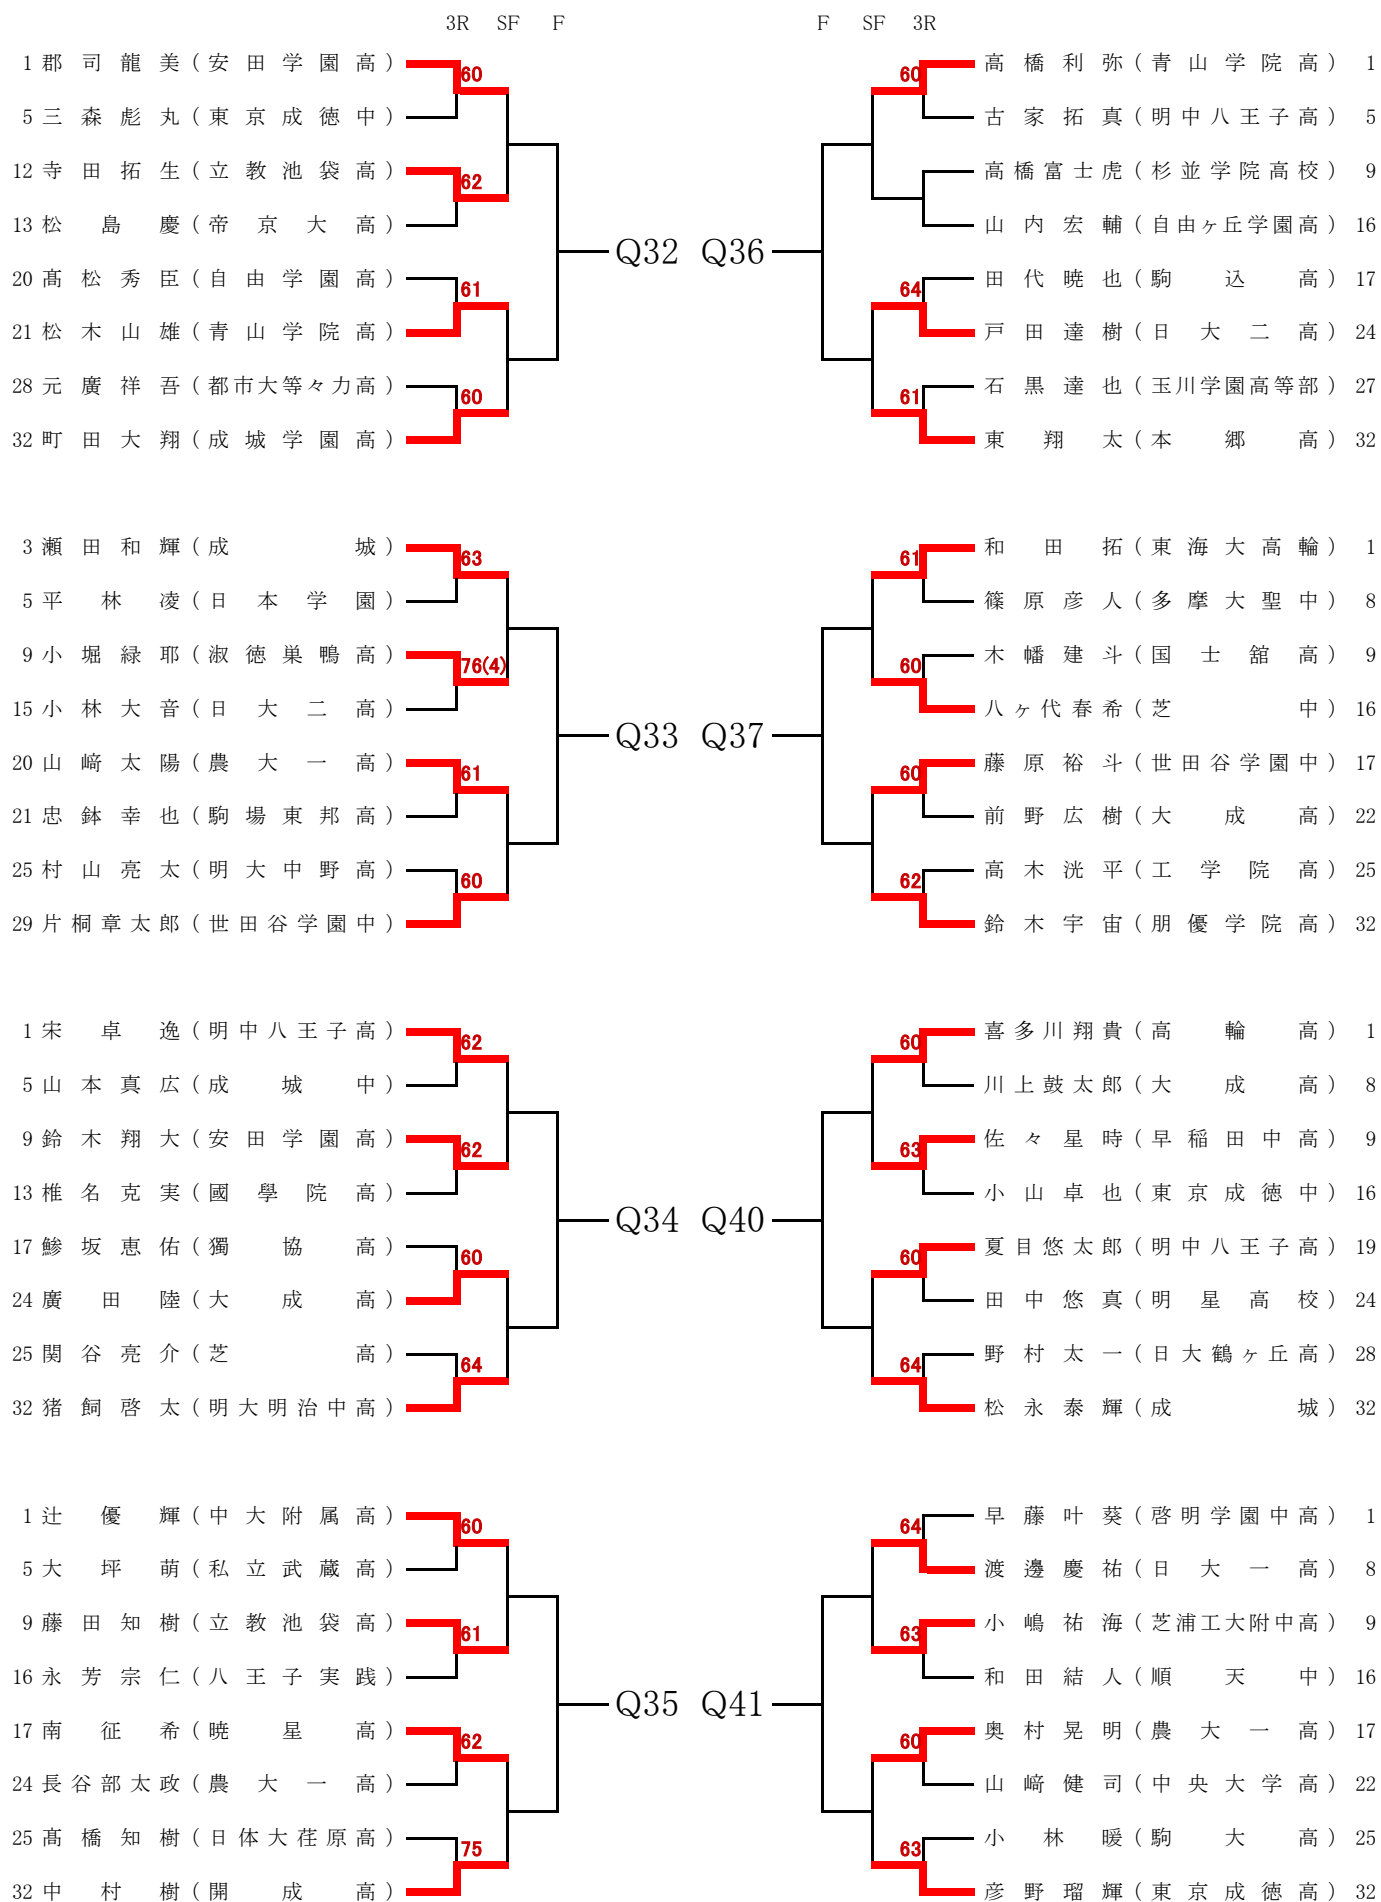 3R SF F
1 郡司龍美(安田学園高)
60
5 三森彪丸(東京成徳中)
12 寺田拓生(立教池袋高)
62
13 松島慶(帝京大高)
Q32
20 髙松秀臣(自由学園高)
61
21 松木山雄(青山学院高)
28 元廣祥吾(都市大等々力高)
60
32 町田大翔(成城学園高)
3 瀬田和輝(成城)
63
5 平林凌(日本学園)
9 小堀緑耶(淑徳巣鴨高)
76(4)
15 小林大音(日大二高)
Q33
20 山﨑太陽(農大一高)
61
21 忠鉢幸也(駒場東邦高)
25 村山亮太(明大中野高)
60
29 片桐章太郎(世田谷学園中)
1 宋卓逸(明中八王子高)
62
5 山本真広(成城中)
9 鈴木翔大(安田学園高)
62
13 椎名克実(國學院高)
Q34
17 鯵坂恵佑(獨協高)
60
24 廣田陸(大成高)
25 関谷亮介(芝高)
64
32 猪飼啓太(明大明治中高)
1 辻優輝(中大附属高)
60
5 大坪萌(私立武蔵高)
9 藤田知樹(立教池袋高)
61
16 永芳宗仁(八王子実践)
Q35
17 南征希(暁星高)
62
24 長谷部太政(農大一高)
25 髙橋知樹(日体大荏原高)
75
32 中村樹(開成高)
F SF 3R
高橋利弥(青山学院高) 1
60
古家拓真(明中八王子高) 5
高橋富士虎(杉並学院高校) 9
山内宏輔(自由ヶ丘学園高) 16
Q36
田代暁也(駒込高) 17
64
戸田達樹(日大二高) 24
石黒達也(玉川学園高等部) 27
61
東翔太(本郷高) 32
和田拓(東海大高輪) 1
61
篠原彦人(多摩大聖中) 8
木幡建斗(国士舘高) 9
60
八ヶ代春希(芝中) 16
Q37
藤原裕斗(世田谷学園中) 17
60
前野広樹(大成高) 22
高木洸平(工学院高) 25
62
鈴木宇宙(朋優学院高) 32
喜多川翔貴(高輪高) 1
60
川上鼓太郎(大成高) 8
佐々星時(早稲田中高) 9
63
小山卓也(東京成徳中) 16
Q40
夏目悠太郎(明中八王子高) 19
60
田中悠真(明星高校) 24
野村太一(日大鶴ヶ丘高) 28
64
松永泰輝(成城) 32
早藤叶葵(啓明学園中高) 1
64
渡邊慶祐(日大一高) 8
小嶋祐海(芝浦工大附中高) 9
63
和田結人(順天中) 16
Q41
奥村晃明(農大一高) 17
60
山﨑健司(中央大学高) 22
小林暖(駒大高) 25
63
彦野瑠輝(東京成徳高) 32